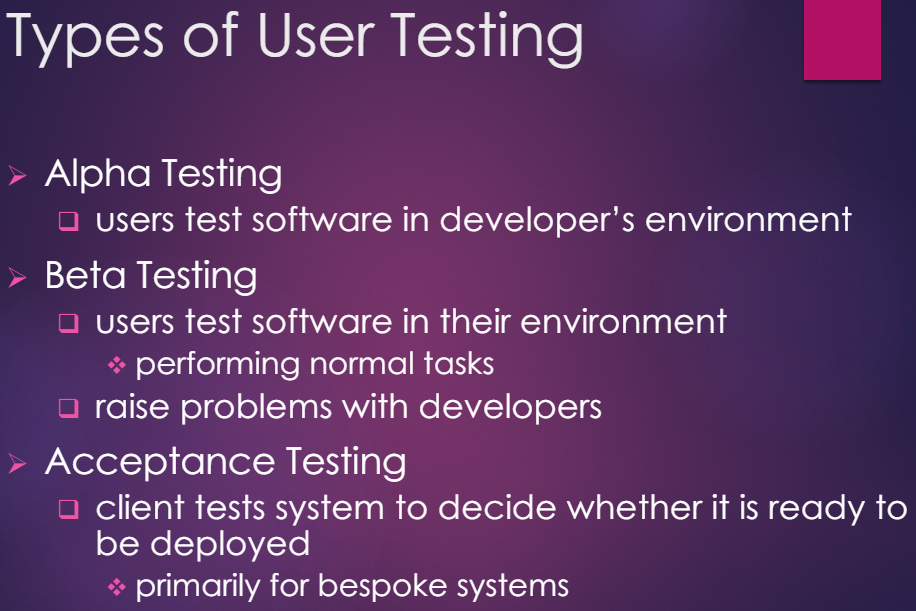 Types of User Testing
Alpha Testing
users test software in developer’s environment
Beta Testing
users test software in their environment
performing normal tasks
raise problems with developers
Acceptance Testing
client tests system to decide whether it is ready to
be deployed
primarily for bespoke systems